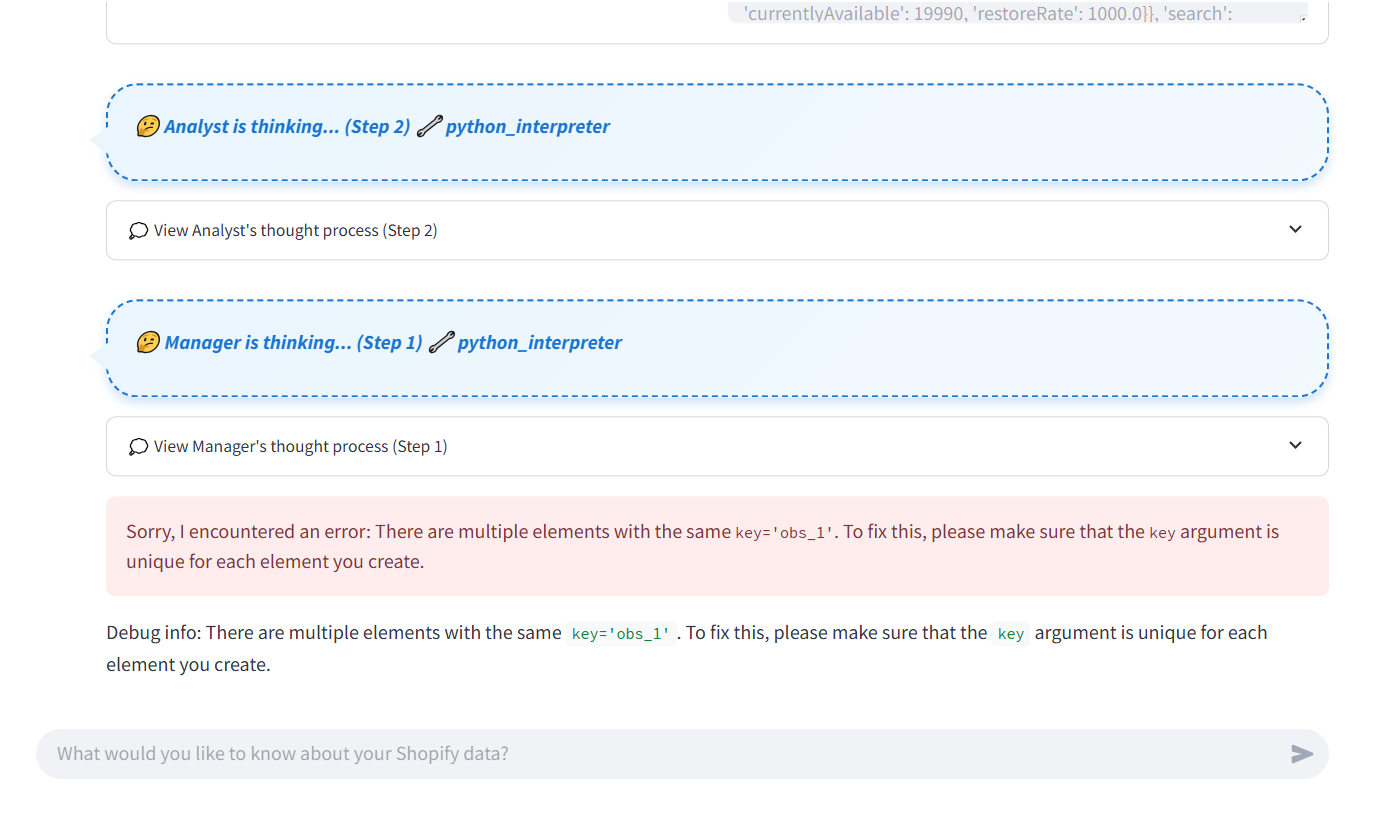 'currentlyAvailable': 19990, 'restoreRate': 1000.0}}, 'search':
🤔 Analyst is thinking... (Step 2) 🔧 python_interpreter
💭 View Analyst's thought process (Step 2)
🤔 Manager is thinking... (Step 1) 🔧 python_interpreter
💭 View Manager's thought process (Step 1)
Sorry, I encountered an error: There are multiple elements with the same key='obs_1'. To fix this, please make sure that the key argument is
unique for each element you create.
Debug info: There are multiple elements with the same key='obs_1' . To fix this, please make sure that the key argument is unique for each
element you create.
What would you like to know about your Shopify data?